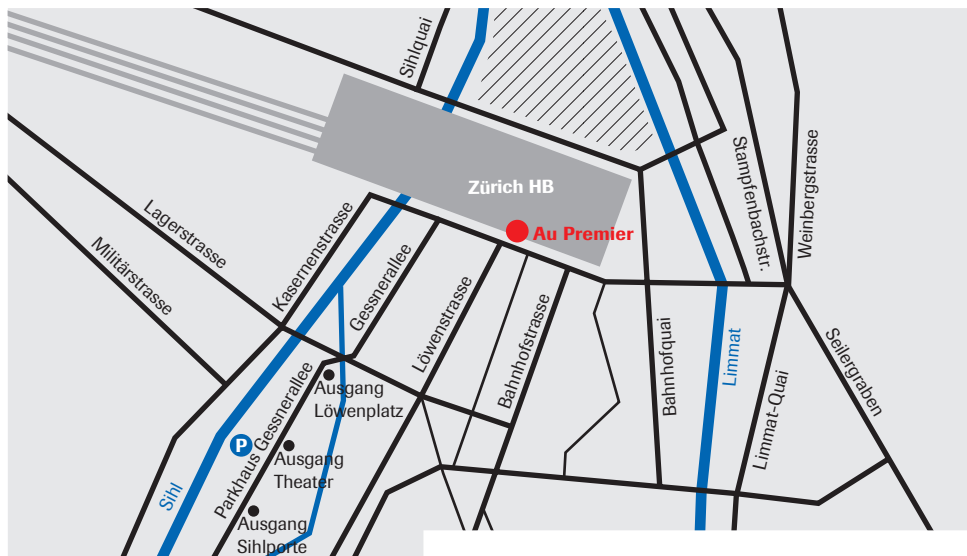 Sihlquai
Zürich HB
Au Premier
Stampfenbachstr.
Weinbergstrasse
Lagerstrasse
Militärstrasse
Kasernenstrasse
Gessnerallee
Löwenstrasse
Bahnhofstrasse
Bahnhofquai
Limmat
Limmat-Quai
Seilergraben
Ausgang
Löwenplatz
P
Parkhaus Gessnerallee
Ausgang
Theater
Sihl
Ausgang
Sihlporte